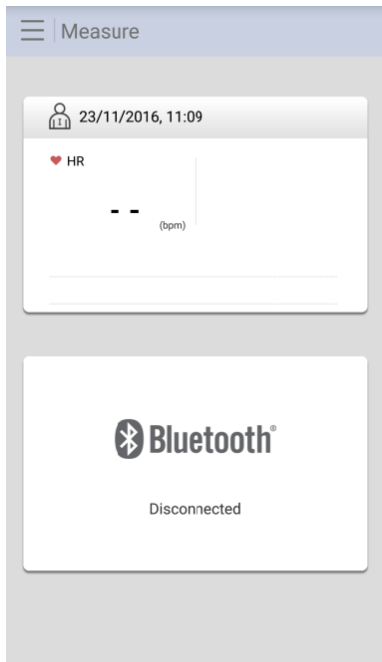 Measure
23/11/2016, 11:09
HR
- -
(bpm)
Bluetooth®
Disconnected